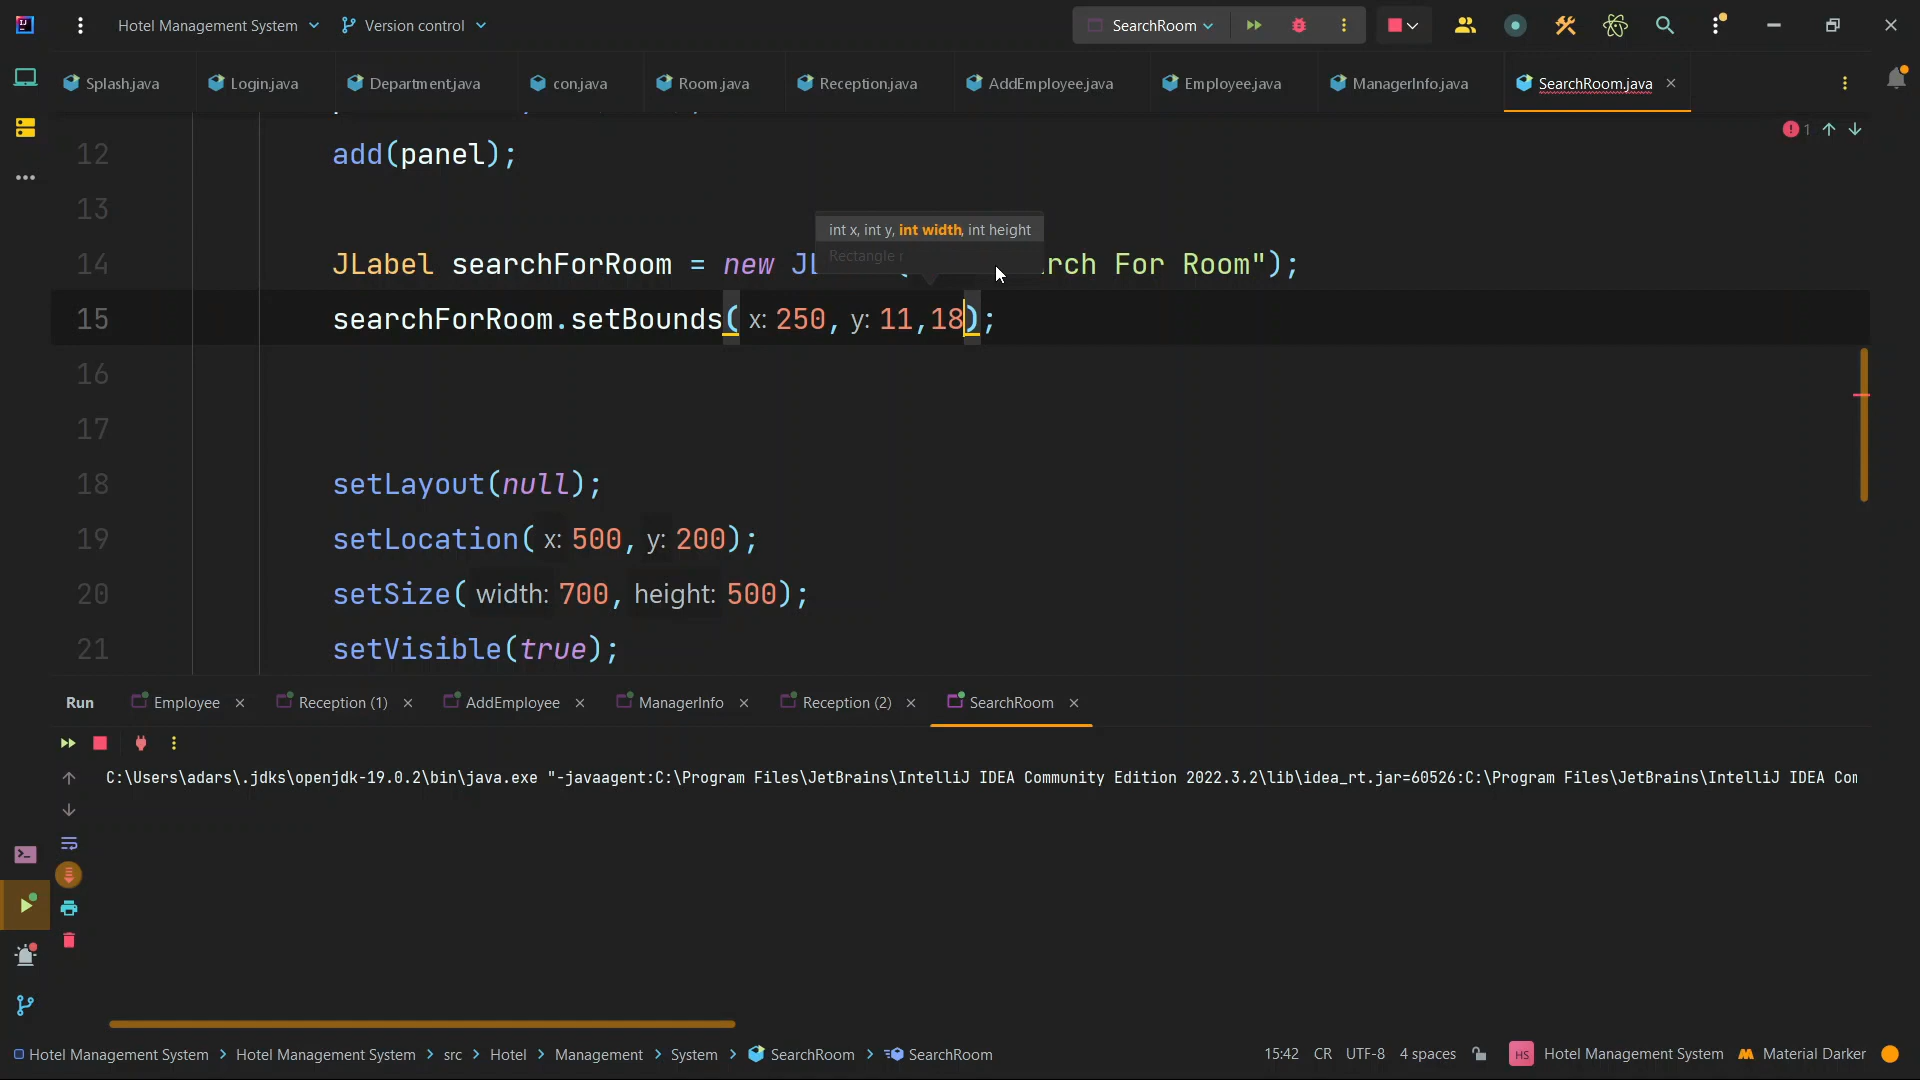 Hotel Management System Version control SearchRoom
Splash.java Login.java Department.java con.java Room.java Reception.java AddEmployee.java Employee.java ManagerInfo.java SearchRoom.java
1
12 add(panel);
13
int x, int y, int width, int height
Rectangle r
14 JLabel searchForRoom = new JL rch For Room");
15 searchForRoom.setBounds( x: 250, y: 11,18);
16
17
18 setLayout(null);
19 setLocation( x: 500, y: 200);
20 setSize( width: 700, height: 500);
21 setVisible(true);
Run Employee Reception (1) AddEmployee ManagerInfo Reception (2) SearchRoom
C:\Users\adars\.jdks\openjdk-19.0.2\bin\java.exe "-javaagent:C:\Program Files\JetBrains\IntelliJ IDEA Community Edition 2022.3.2\lib\idea_rt.jar=60526:C:\Program Files\JetBrains\IntelliJ IDEA Com
Hotel Management System > Hotel Management System > src > Hotel > Management > System > SearchRoom > SearchRoom 15:42 CR UTF-8 4 spaces HS Hotel Management System Material Darker